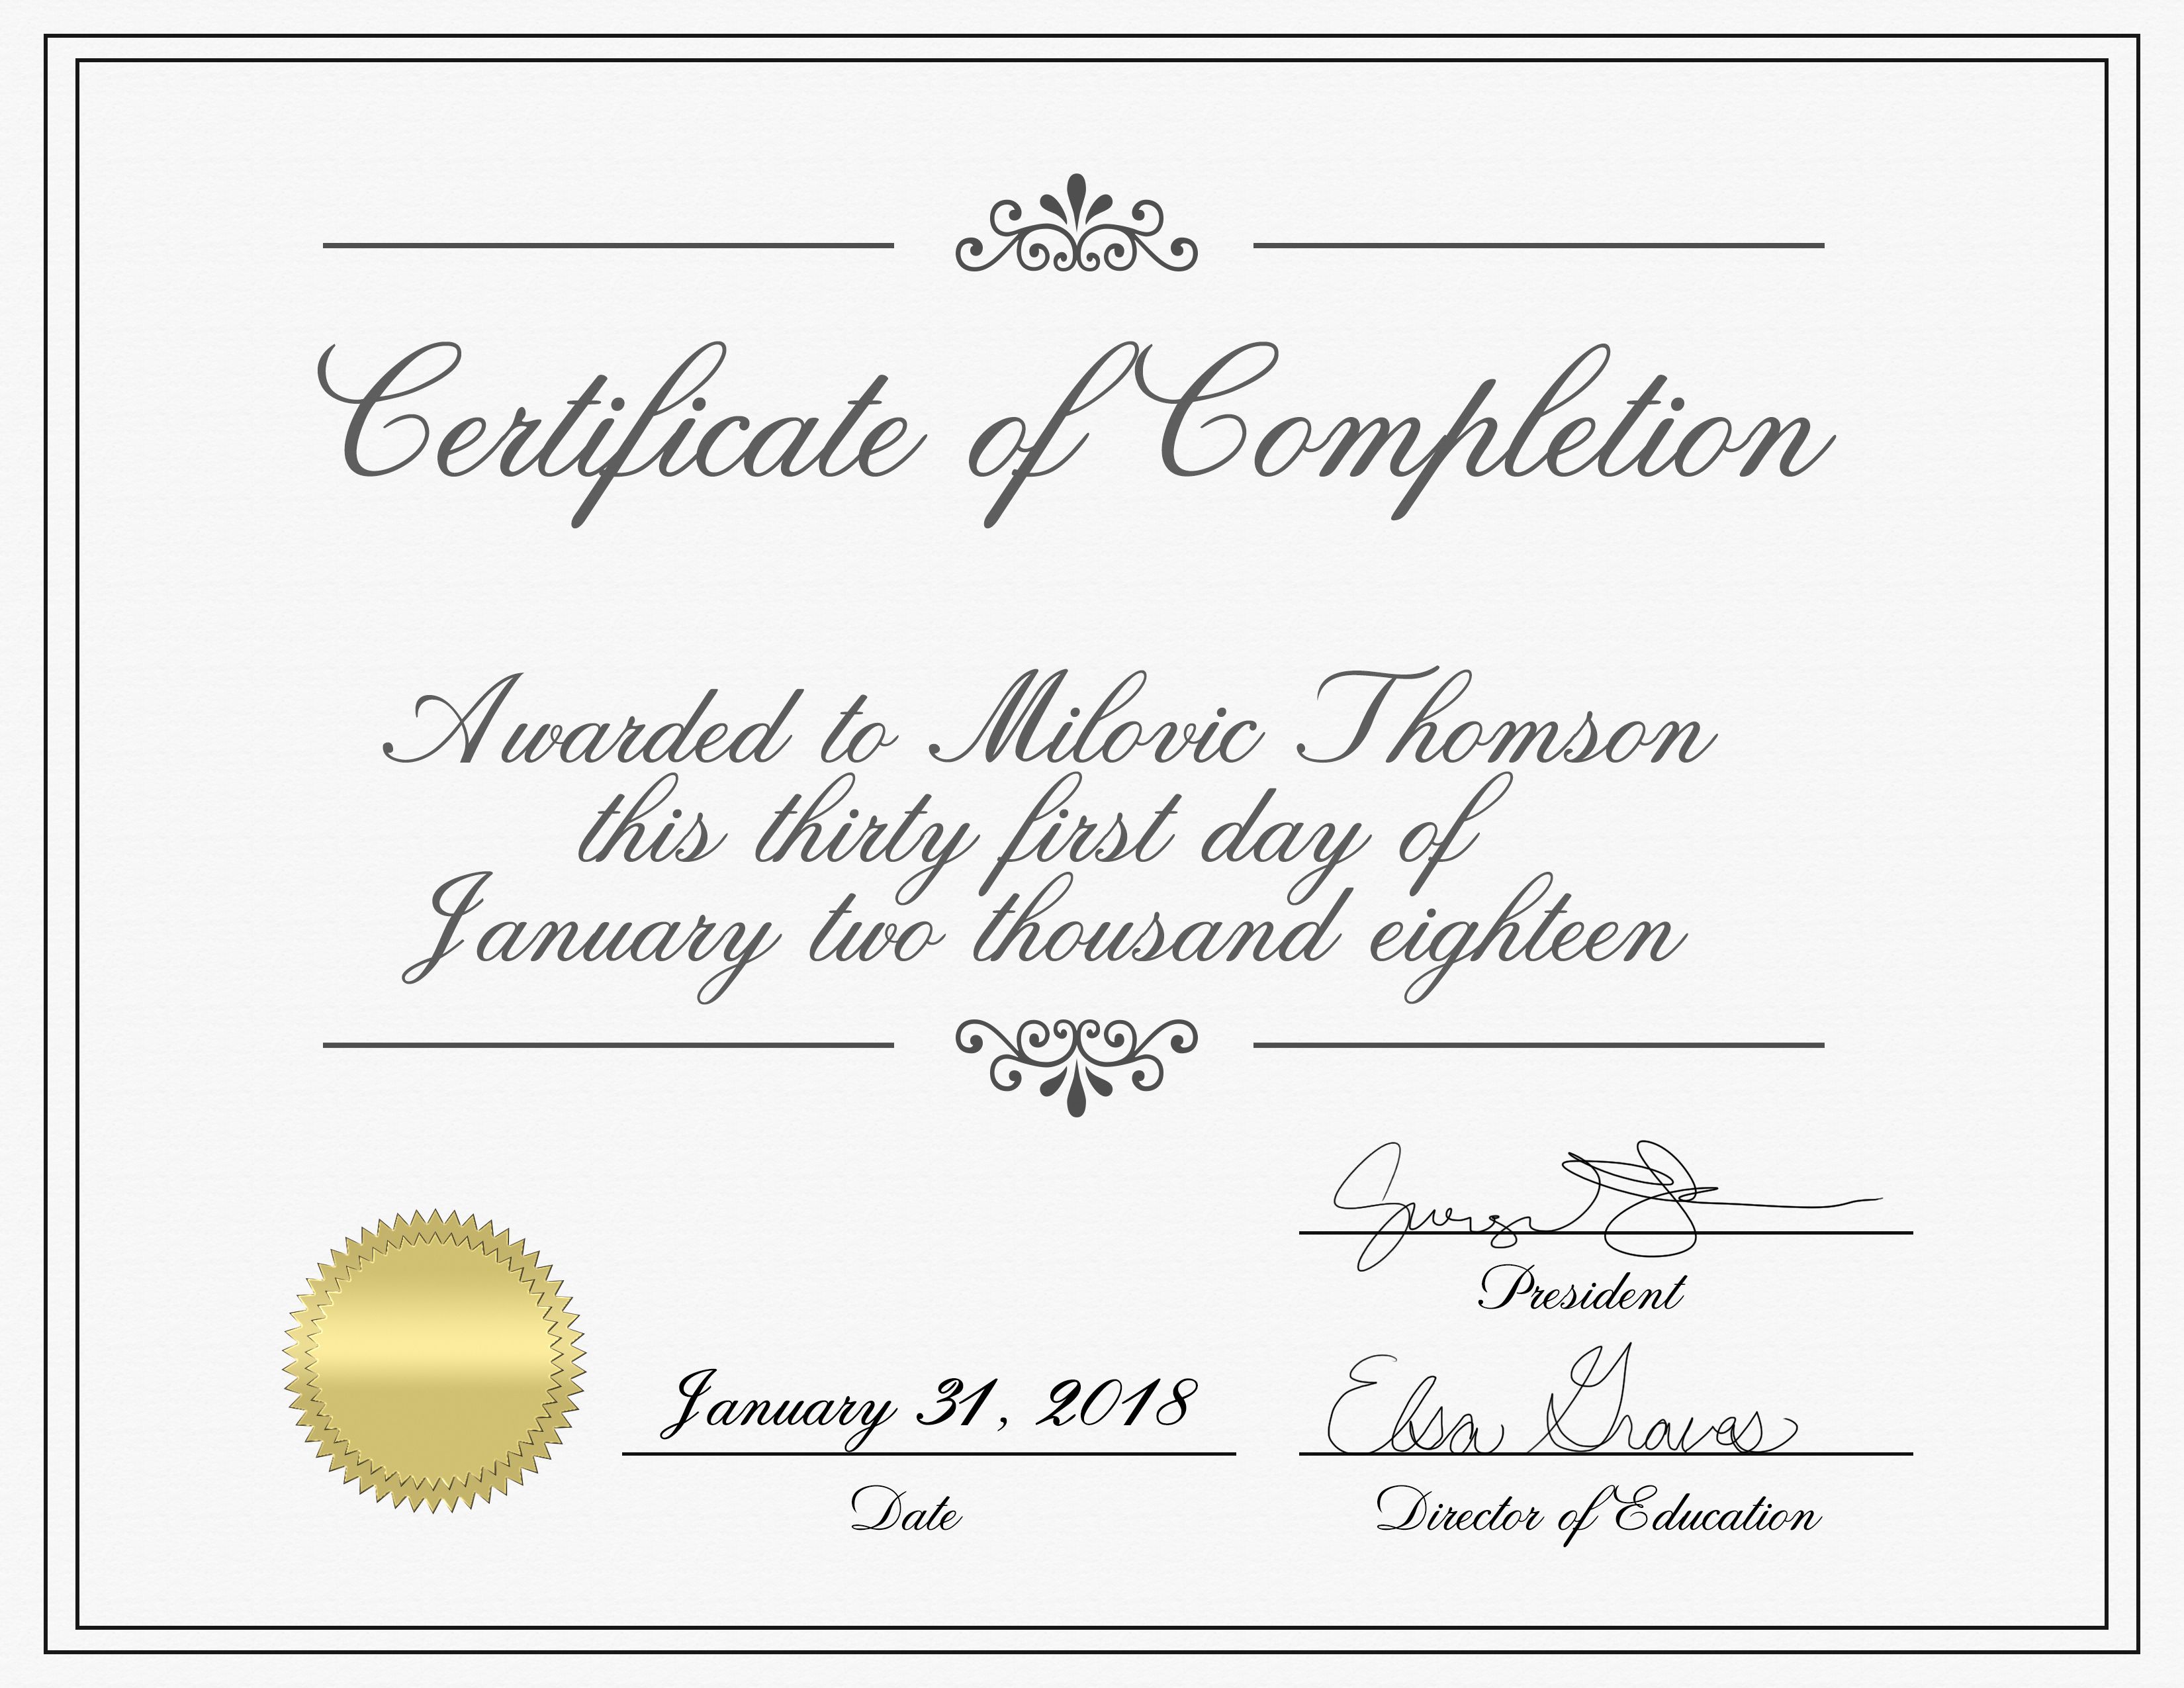 Certificate of Completion
Awarded to Milovic Thomson
this thirty first day of
January two thousand eighteen
President
January 31, 2018
Elsa Graves
Date
Director of Education